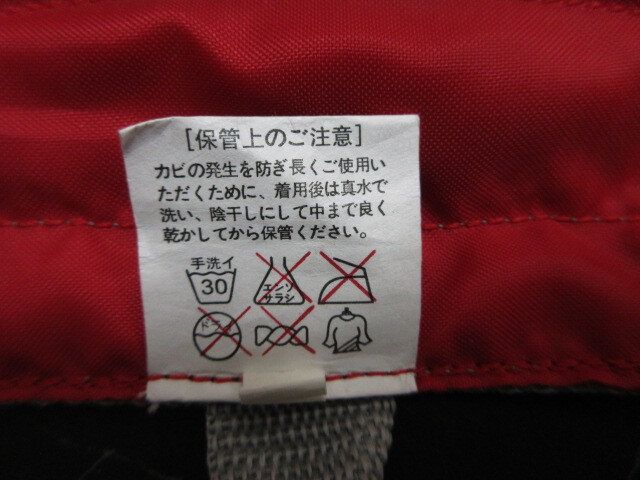 [保管上のご注意]
カビの発生を防ぎ長くご使用い
ただくために、着用後は真水で
洗い、陰干しにして中まで良く
乾かしてから保管ください。
手洗イ
30
エンソ
サラシ
ドライ